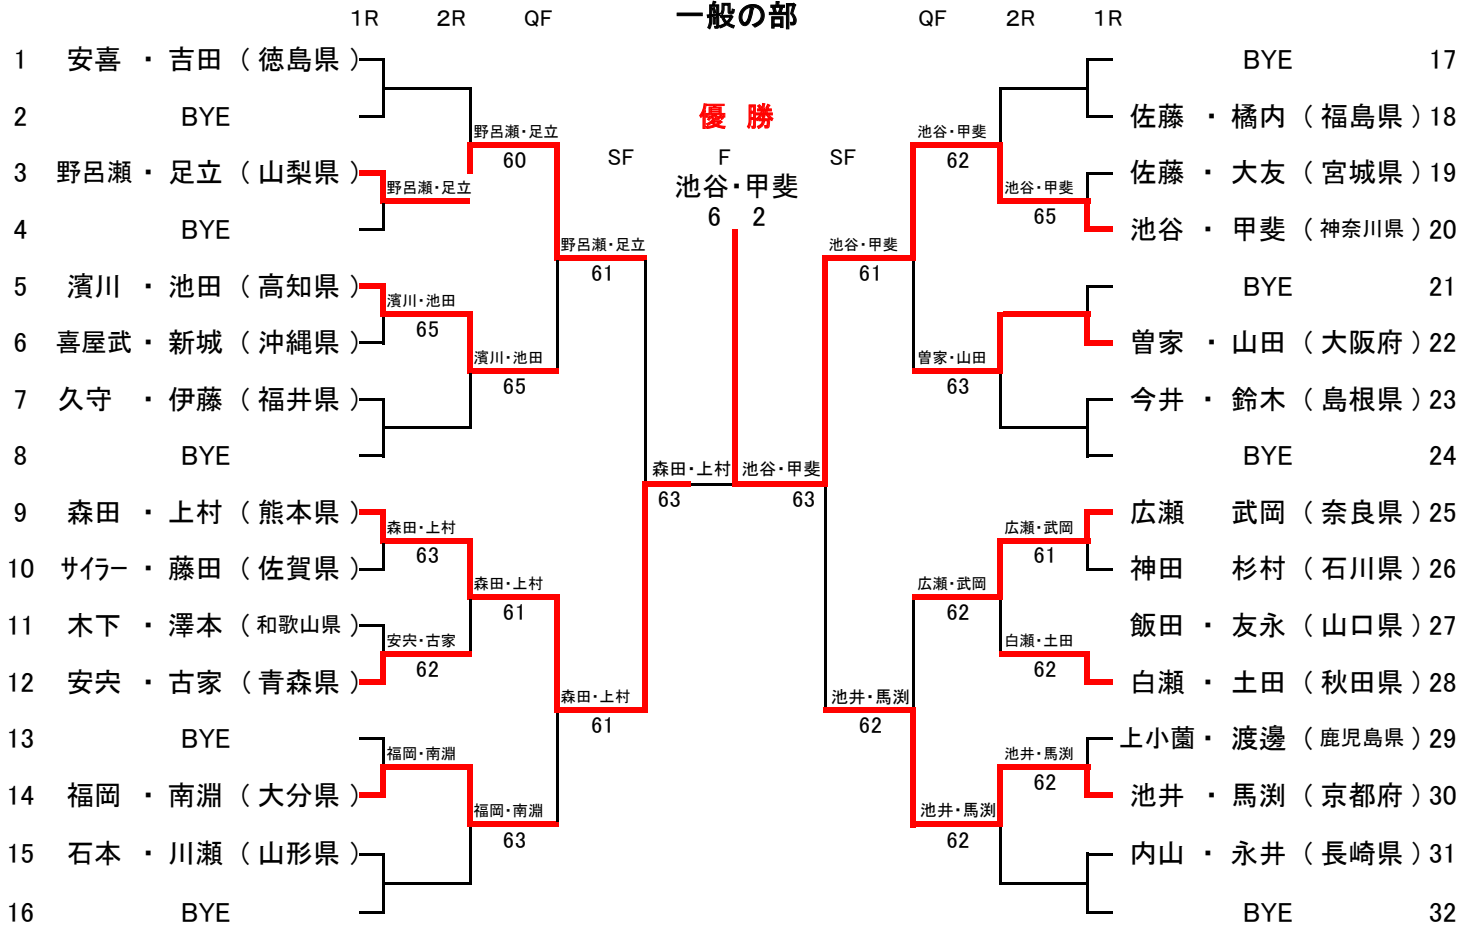 一般の部
1R 2R QF QF 2R 1R
1 安喜 ・ 吉田 ( 徳島県 ) BYE 17
2 BYE 優 勝 佐藤 ・ 橘内 ( 福島県 ) 18
野呂瀬・足立 池谷・甲斐
60 SF F SF 62
3 野呂瀬 ・ 足立 ( 山梨県 ) 佐藤 ・ 大友 ( 宮城県 ) 19
野呂瀬・足立 池谷・甲斐 池谷・甲斐
6 2 65
4 BYE 池谷 ・ 甲斐 ( 神奈川県 ) 20
野呂瀬・足立 池谷・甲斐
61 61
5 濱川 ・ 池田 ( 高知県 ) BYE 21
濱川・池田
65
6 喜屋武 ・ 新城 ( 沖縄県 ) 曽家 ・ 山田 ( 大阪府 ) 22
濱川・池田 曽家・山田
65 63
7 久守 ・ 伊藤 ( 福井県 ) 今井 ・ 鈴木 ( 島根県 ) 23
8 BYE BYE 24
森田・上村 池谷・甲斐
63 63
9 森田 ・ 上村 ( 熊本県 ) 広瀬 武岡 ( 奈良県 ) 25
森田・上村 広瀬・武岡
63 61
10 サイラー ・ 藤田 ( 佐賀県 ) 神田 杉村 ( 石川県 ) 26
森田・上村 広瀬・武岡
61 62
11 木下 ・ 澤本 ( 和歌山県 ) 飯田 ・ 友永 ( 山口県 ) 27
安宍・古家 白瀬・土田
62 62
12 安宍 ・ 古家 ( 青森県 ) 白瀬 ・ 土田 ( 秋田県 ) 28
森田・上村 池井・馬渕
61 62
13 BYE 上小薗 ・ 渡邊 ( 鹿児島県 ) 29
福岡・南淵 池井・馬渕
62
14 福岡 ・ 南淵 ( 大分県 ) 池井 ・ 馬渕 ( 京都府 ) 30
福岡・南淵 池井・馬渕
63 62
15 石本 ・ 川瀬 ( 山形県 ) 内山 ・ 永井 ( 長崎県 ) 31
16 BYE BYE 32